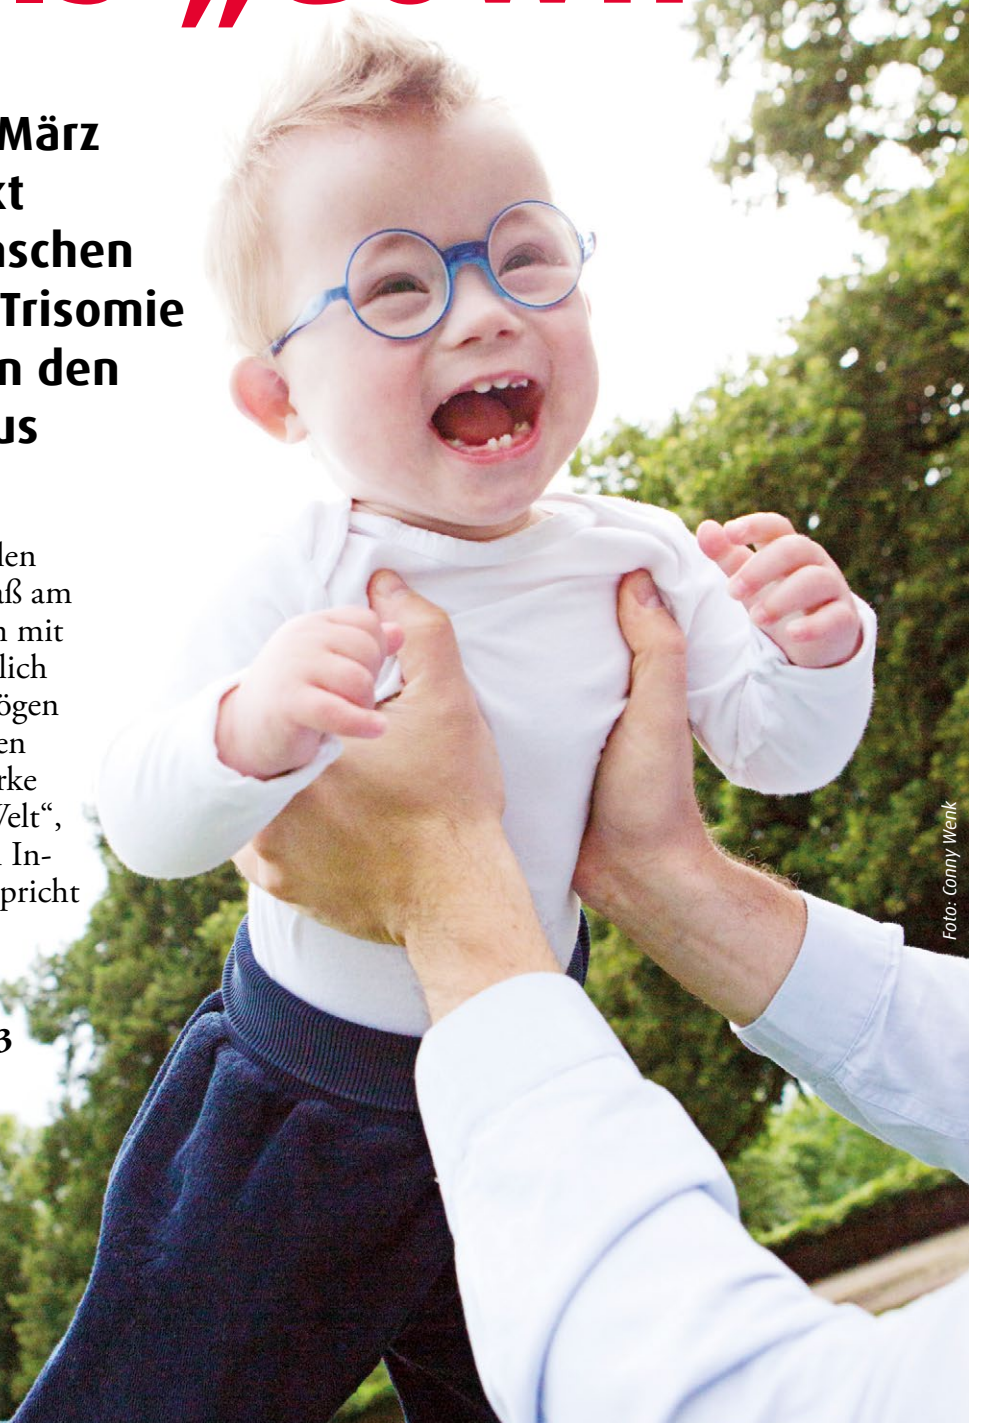 März
kt
nschen
Trisomie
n den
us
den
aß am
n mit
lich
ögen
en
rke
Welt“,
In-
pricht
3
Foto: Conny Wenk